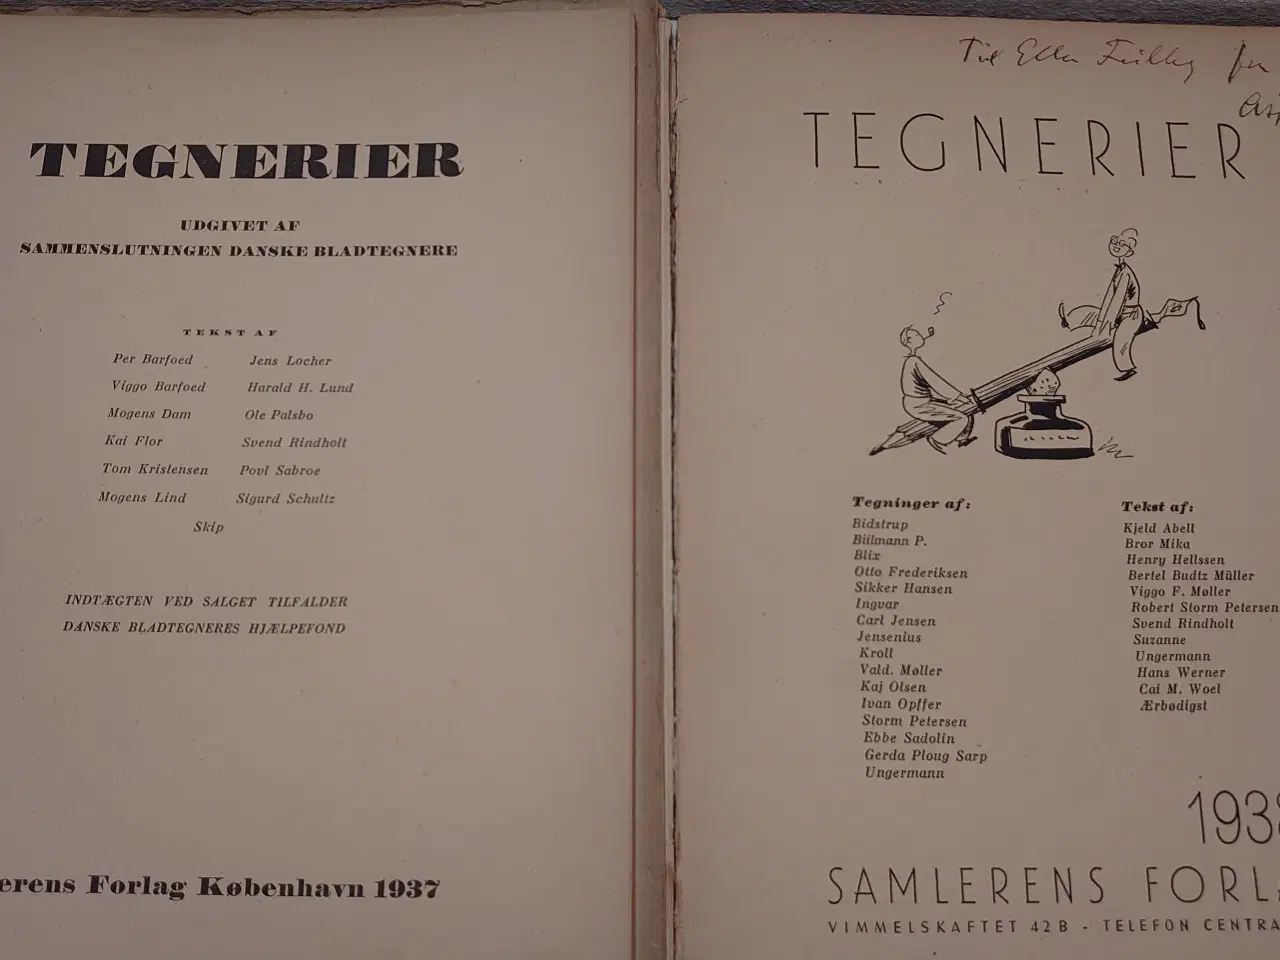 TEGNERIER
UDGIVET AF
SAMMENSLUTNINGEN DANSKE BLADTEGNERE
TEKST AF
Per Barfoed Jens Locher
Viggo Barfoed Harald H. Lund
Mogens Dam Ole Palsbo
Kai Flor Svend Rindholt
Tom Kristensen Povl Sabroe
Mogens Lind Sigurd Schultz
Skip
INDTÆGTEN VED SALGET TILFALDER
DANSKE BLADTEGNERES HJÆLPEFOND
erens Forlag København 1937
Til Ella
TEGNERIER
Tegninger af:
Bidstrup
Biilmann P.
Blix
Otto Frederiksen
Sikker Hansen
Ingvar
Carl Jensen
Jensenius
Kroll
Vald. Møller
Kaj Olsen
Ivan Opffer
Storm Petersen
Ebbe Sadolin
Gerda Ploug Sarp
Ungermann
Tekst af:
Kjeld Abell
Bror Mika
Henry Hellssen
Bertel Budtz Müller
Viggo F. Møller
Robert Storm Petersen
Svend Rindholt
Suzanne
Ungermann
Hans Werner
Cai M. Woel
Ærbødigst
1938
SAMLERENS FORLA
VIMMELSKAFTET 42 B - TELEFON CENTRA